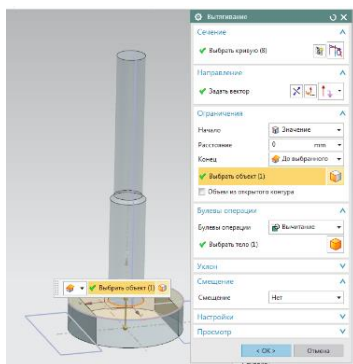 Вытягивание
Сечение
Выбрать кривую (8)
Направление
Задать вектор
Ограничения
Начало Значение
Расстояние 0 mm
Конец До выбранного
Выбрать объект (1)
Объем из открытого контура
Булевы операции
Булевы операции Вычитание
Выбрать тело (1)
Уклон
Смещение
Смещение Нет
Настройки
Просмотр
< OK > Отмена
Выбрать объект (1)